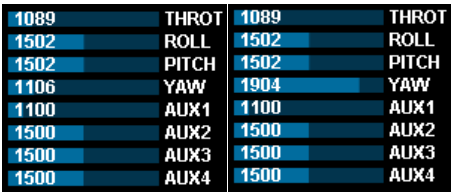 1089 THROT
1502 ROLL
1502 PITCH
1106 YAW
1100 AUX1
1500 AUX2
1500 AUX3
1500 AUX4
1089 THROT
1502 ROLL
1502 PITCH
1904 YAW
1100 AUX1
1500 AUX2
1500 AUX3
1500 AUX4